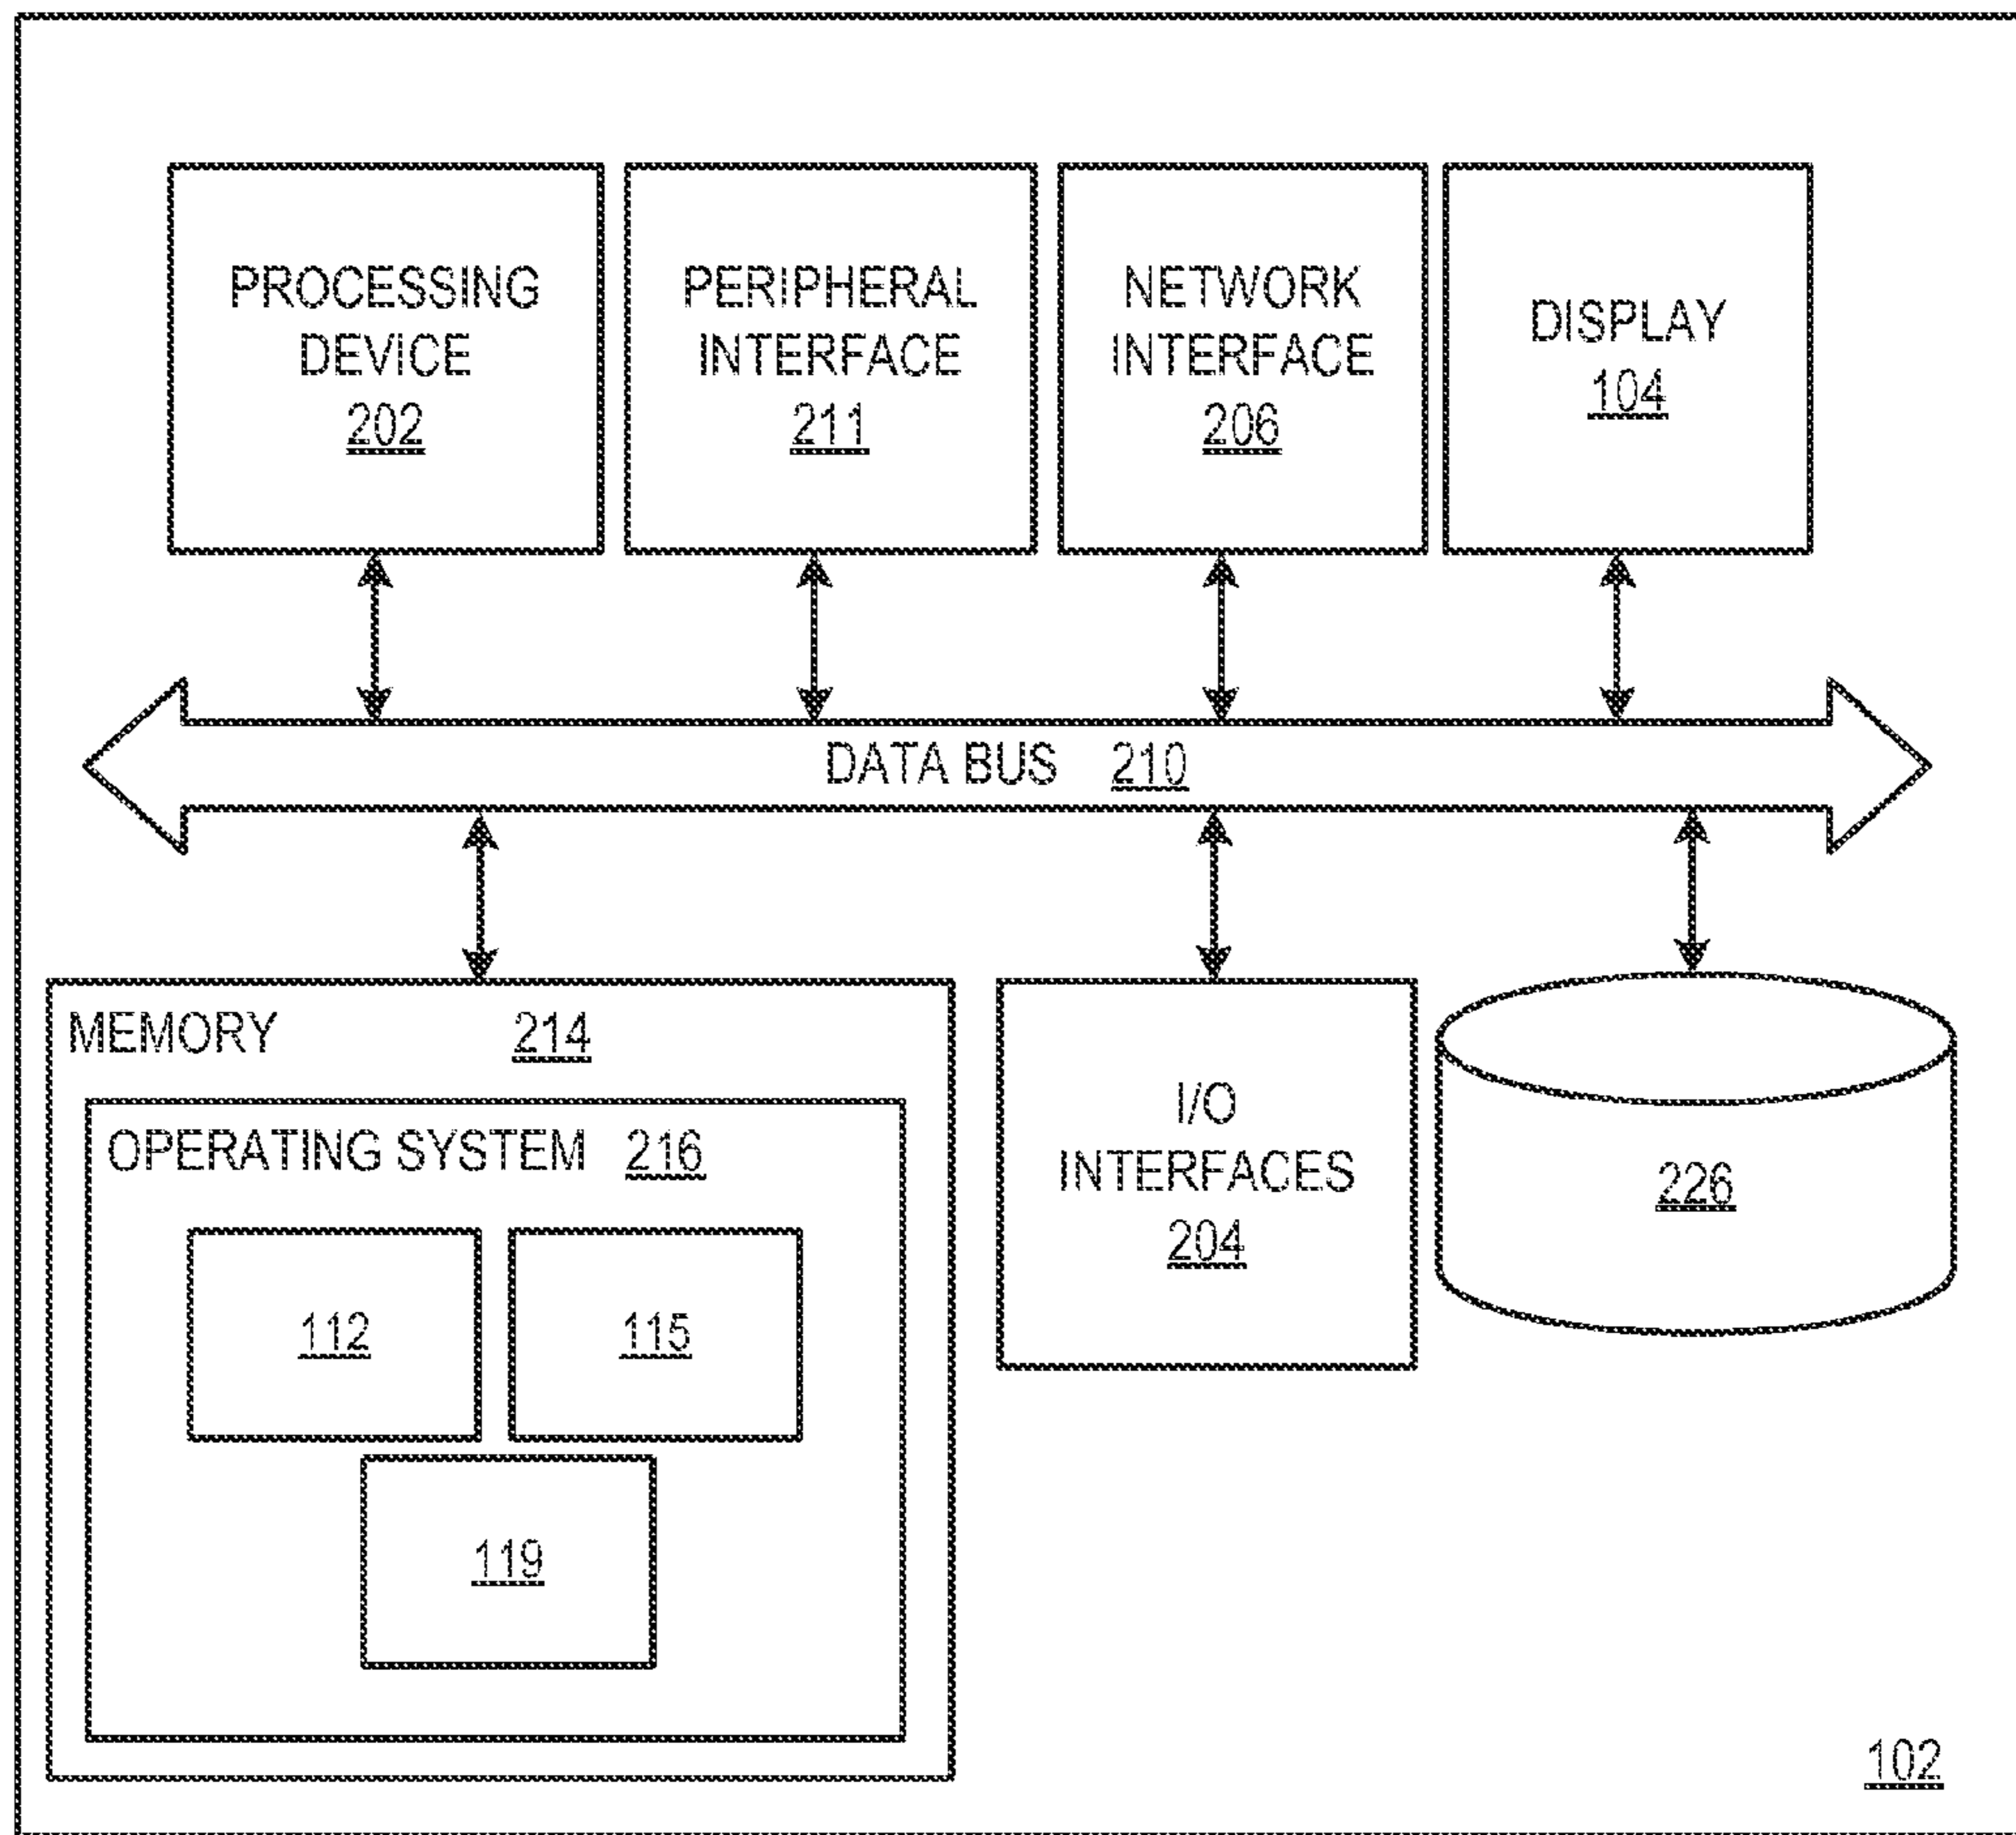 PROCESSING
DEVICE
202
PERIPHERAL
INTERFACE
211
NETWORK
INTERFACE
206
DISPLAY
104
DATA BUS 210
MEMORY 214
OPERATING SYSTEM 216
112
115
119
I/O
INTERFACES
204
226
102